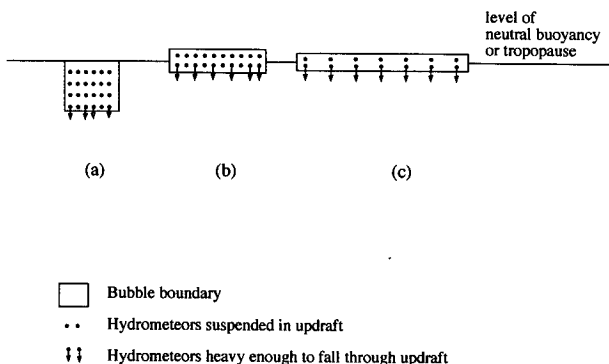 level of
neutral buoyancy
or tropopause
(a)
(b)
(c)
Bubble boundary
Hydrometeors suspended in updraft
Hydrometeors heavy enough to fall through updraft